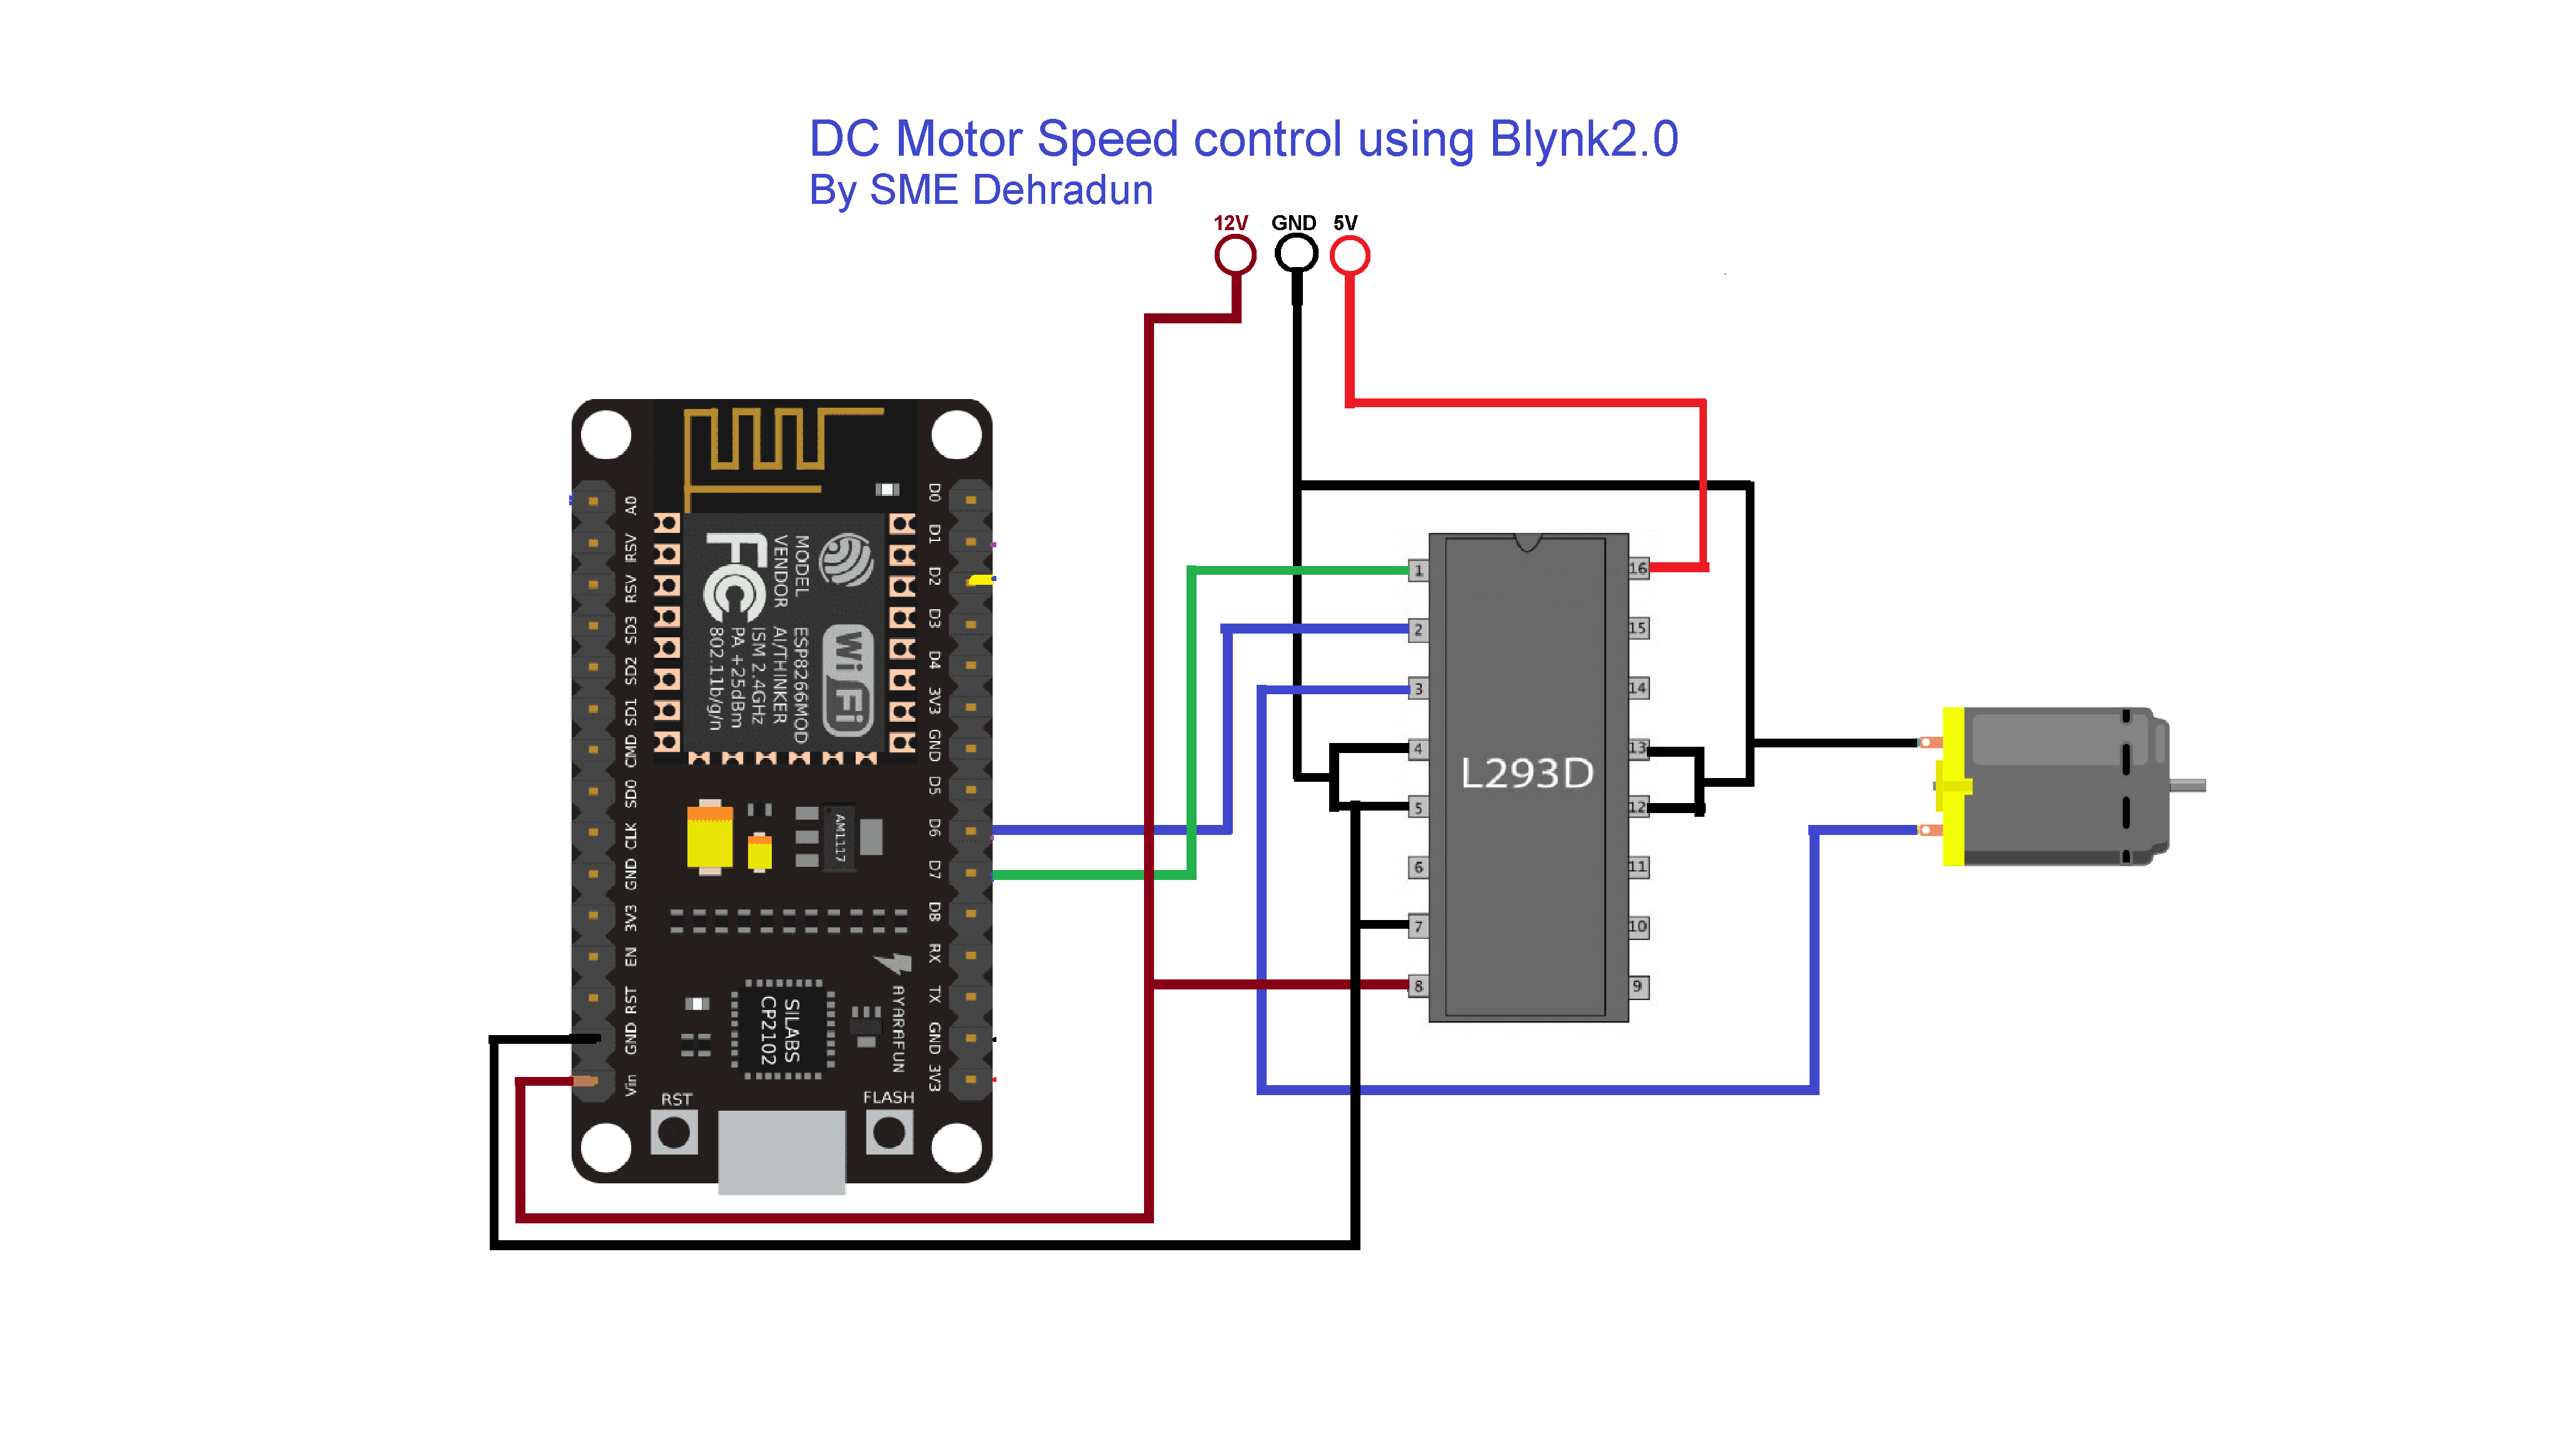 DC Motor Speed control using Blynk2.0
By SME Dehradun
12V GND 5V
A0
RSV
RSV
SD3
SD2
SD1
CMD
SD0
CLK
GND
3V3
EN
RST
GND
Vin
MODEL
VENDOR
FC
ESP8266MOD
AI/THINKER
ISM 2.4GHz
PA +25dBm
802.11b/g/n
WiFi
AM1117
SILABS
CP2102
AYARAFUN
RST
FLASH
D0
D1
D2
D3
D4
3V3
GND
D5
D6
D7
D8
RX
TX
GND
3V3
1
2
3
4
5
6
7
8
L293D
16
15
14
13
12
11
10
9